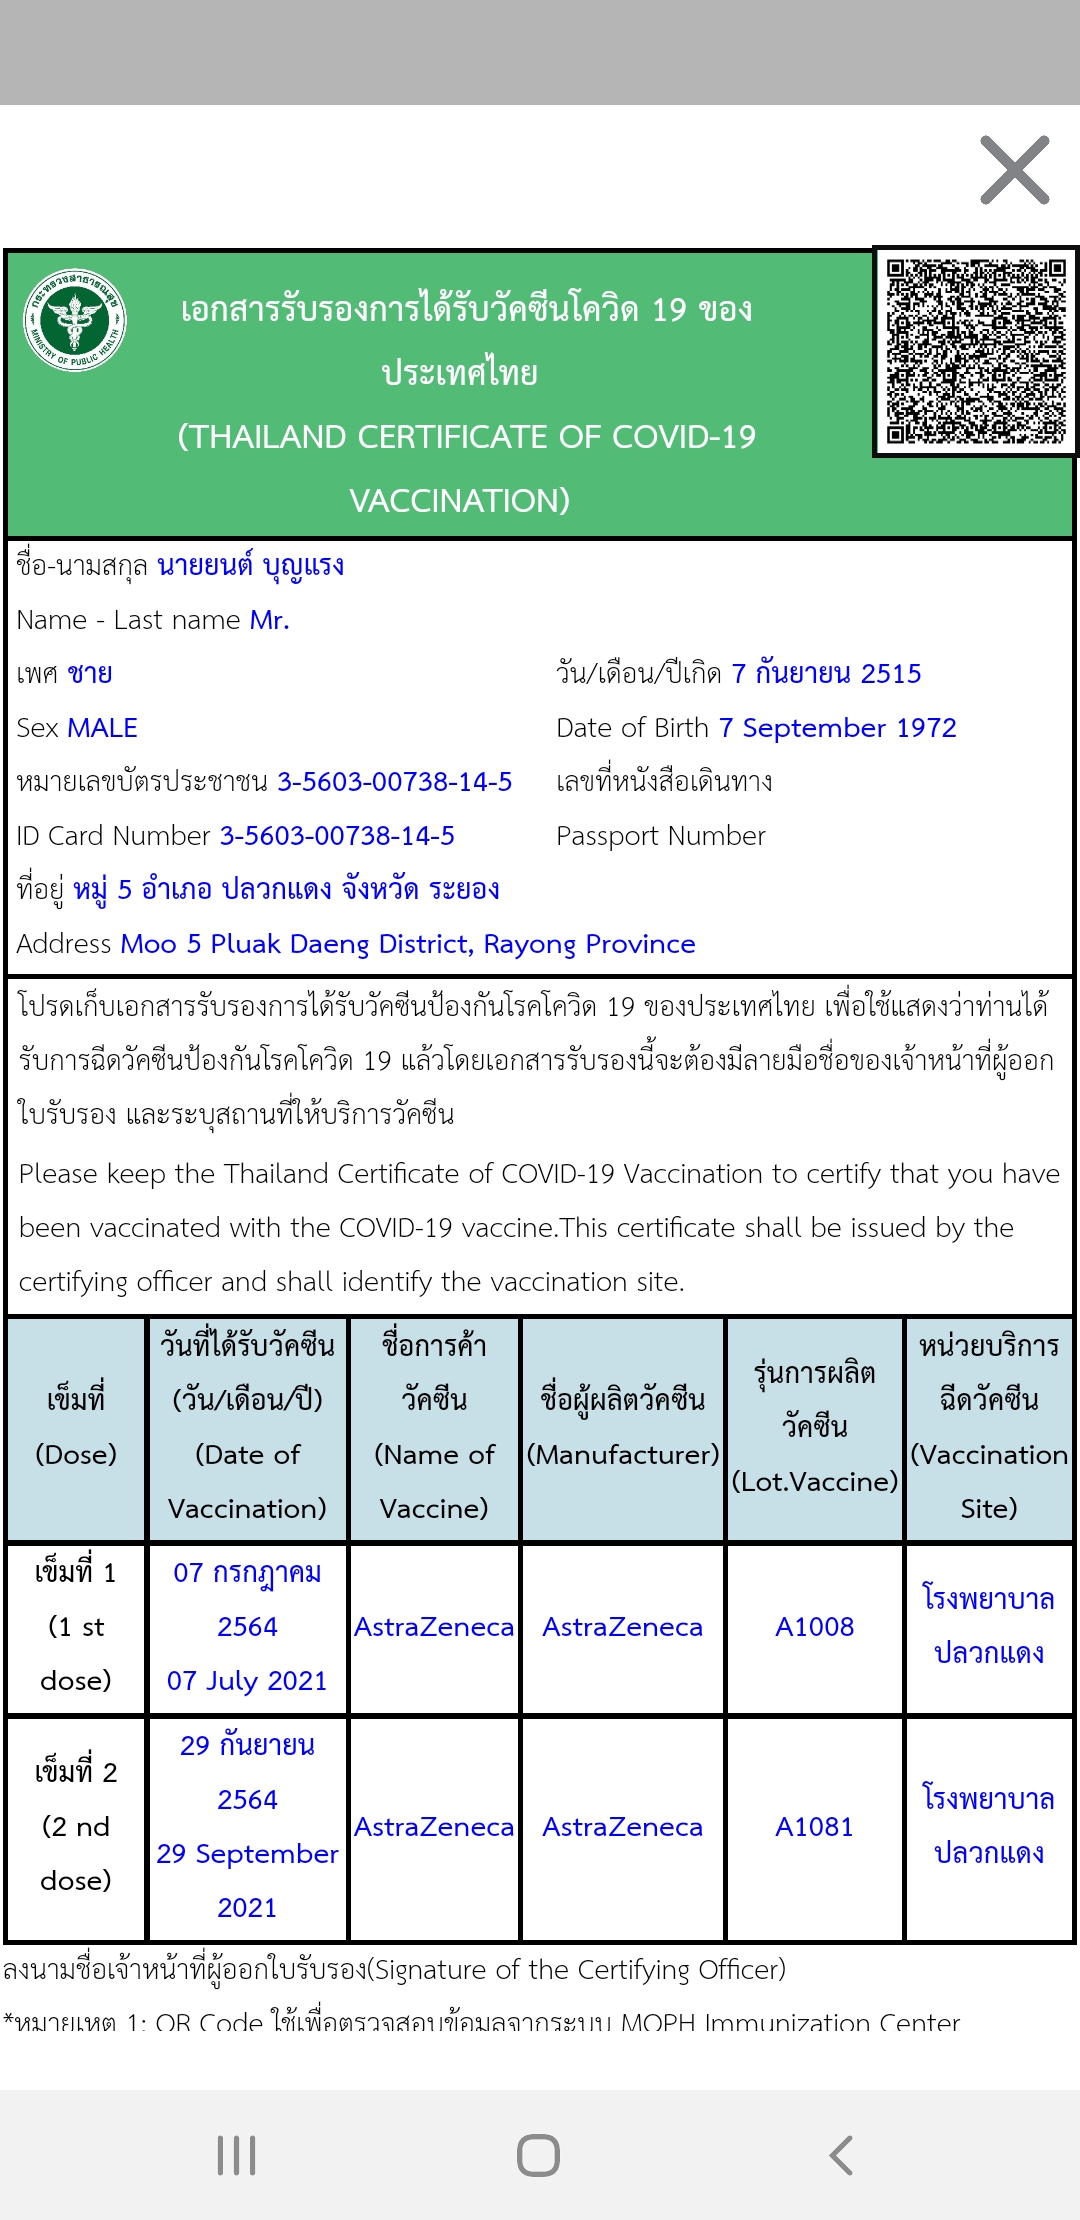 กระทรวงสาธารณสุข
MINISTRY OF PUBLIC HEALTH
เอกสารรับรองการได้รับวัคซีนโควิด 19 ของ
ประเทศไทย
(THAILAND CERTIFICATE OF COVID-19
VACCINATION)
ชื่อ-นามสกุล นายยนต์ บุญแรง
Name - Last name Mr.
เพศ ชาย
วัน/เดือน/ปีเกิด 7 กันยายน 2515
Sex MALE
Date of Birth 7 September 1972
หมายเลขบัตรประชาชน 3-5603-00738-14-5
เลขที่หนังสือเดินทาง
ID Card Number 3-5603-00738-14-5
Passport Number
ที่อยู่ หมู่ 5 อำเภอ ปลวกแดง จังหวัด ระยอง
Address Moo 5 Pluak Daeng District, Rayong Province
โปรดเก็บเอกสารรับรองการได้รับวัคซีนป้องกันโรคโควิด 19 ของประเทศไทย เพื่อใช้แสดงว่าท่านได้
รับการฉีดวัคซีนป้องกันโรคโควิด 19 แล้วโดยเอกสารรับรองนี้จะต้องมีลายมือชื่อของเจ้าหน้าที่ผู้ออก
ใบรับรอง และระบุสถานที่ให้บริการวัคซีน
Please keep the Thailand Certificate of COVID-19 Vaccination to certify that you have
been vaccinated with the COVID-19 vaccine.This certificate shall be issued by the
certifying officer and shall identify the vaccination site.
เข็มที่
(Dose)
วันที่ได้รับวัคซีน
(วัน/เดือน/ปี)
(Date of
Vaccination)
ชื่อการค้า
วัคซีน
(Name of
Vaccine)
ชื่อผู้ผลิตวัคซีน
(Manufacturer)
รุ่นการผลิต
วัคซีน
(Lot.Vaccine)
หน่วยบริการ
ฉีดวัคซีน
(Vaccination
Site)
เข็มที่ 1
(1 st
dose)
07 กรกฎาคม
2564
07 July 2021
AstraZeneca
AstraZeneca
A1008
โรงพยาบาล
ปลวกแดง
เข็มที่ 2
(2 nd
dose)
29 กันยายน
2564
29 September
2021
AstraZeneca
AstraZeneca
A1081
โรงพยาบาล
ปลวกแดง
ลงนามชื่อเจ้าหน้าที่ผู้ออกใบรับรอง(Signature of the Certifying Officer)
*หมายเหตุ 1: QR Code ใช้เพื่อตรวจสอบข้อมูลจากระบบ MOPH Immunization Center